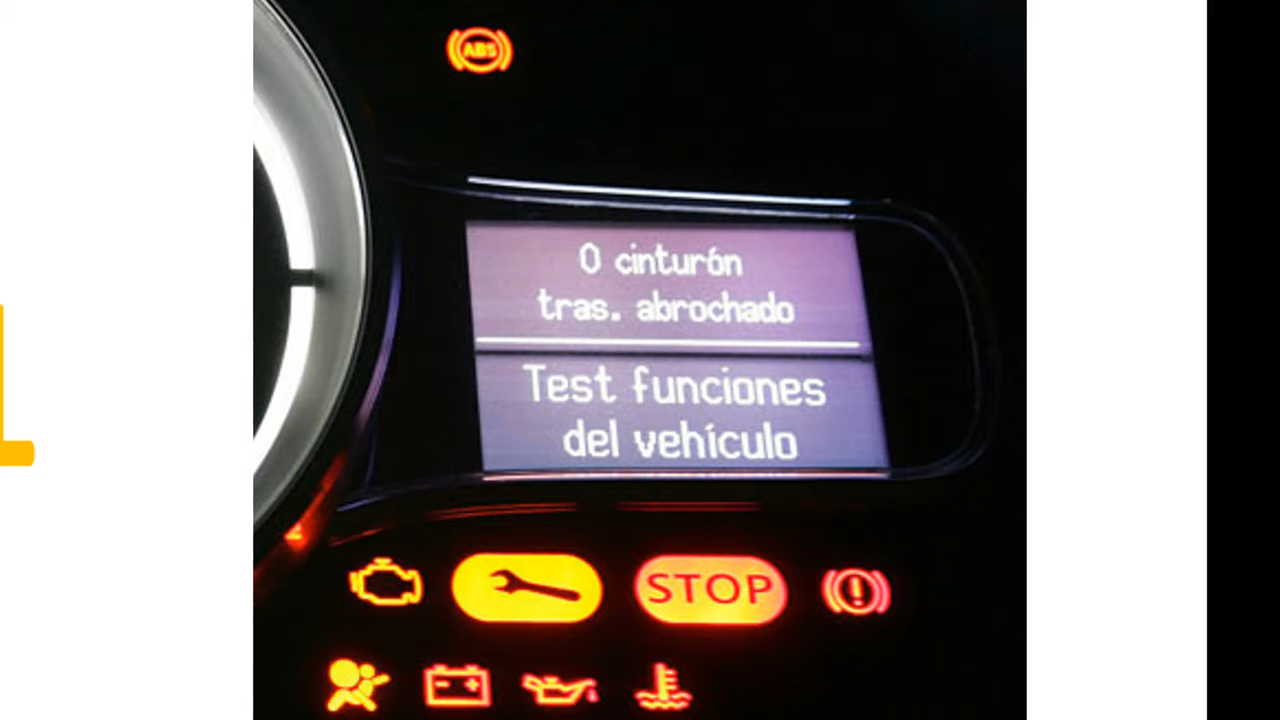 ABS
0 cinturón
tras. abrochado
Test funciones
del vehículo
STOP